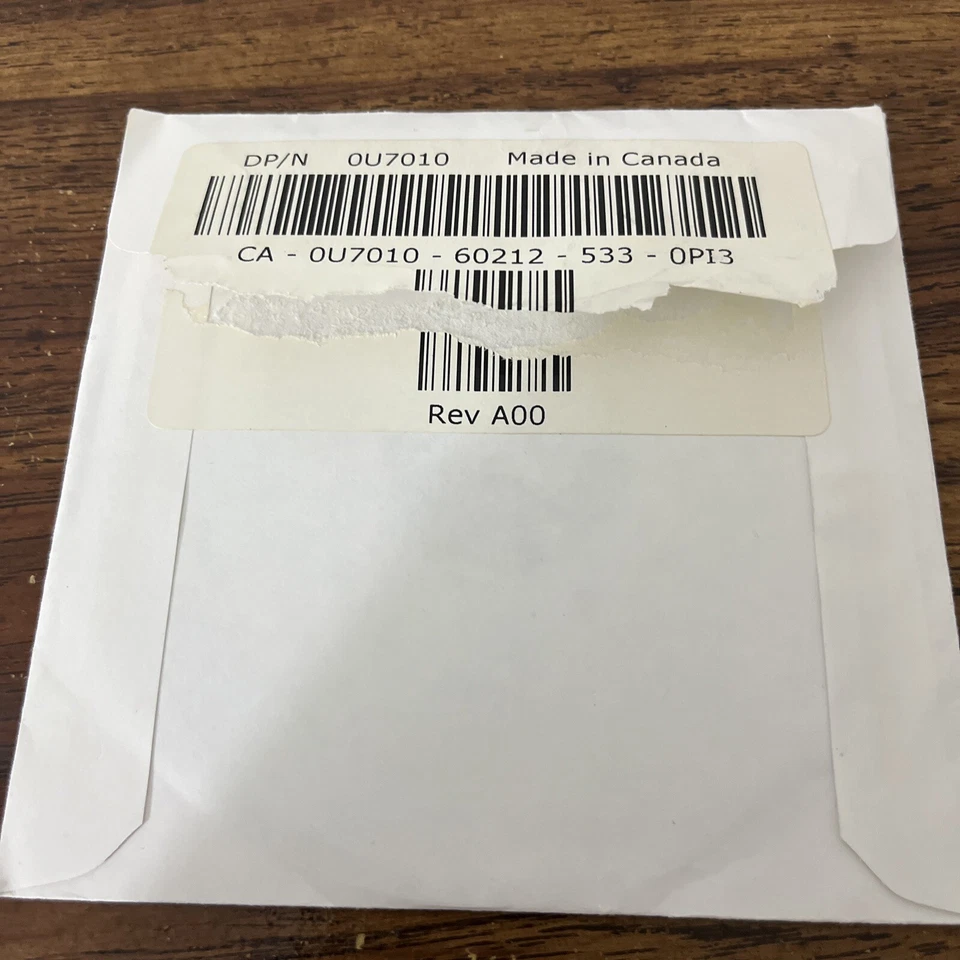 DP/N 0U7010 Made in Canada
CA - 0U7010 - 60212 - 533 - 0PI3
Rev A00